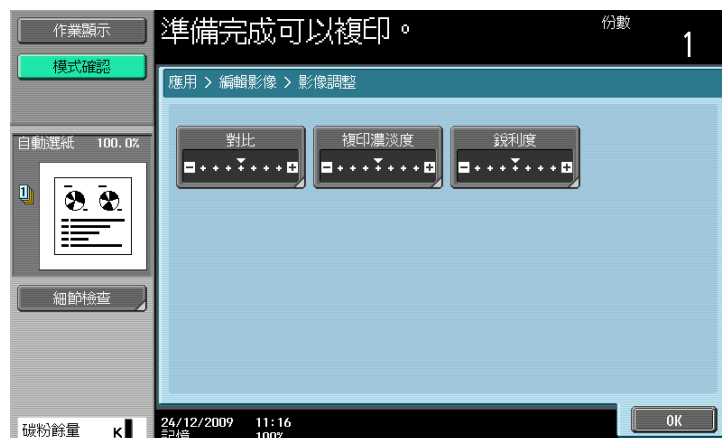 作業顯示
準備完成可以複印。
份數
1
模式確認
應用 > 編輯影像 > 影像調整
自動選紙 100.0%
對比
複印濃淡度
銳利度
1
細節檢查
碳粉餘量 K
24/12/2009 11:16
記憶 100%
OK